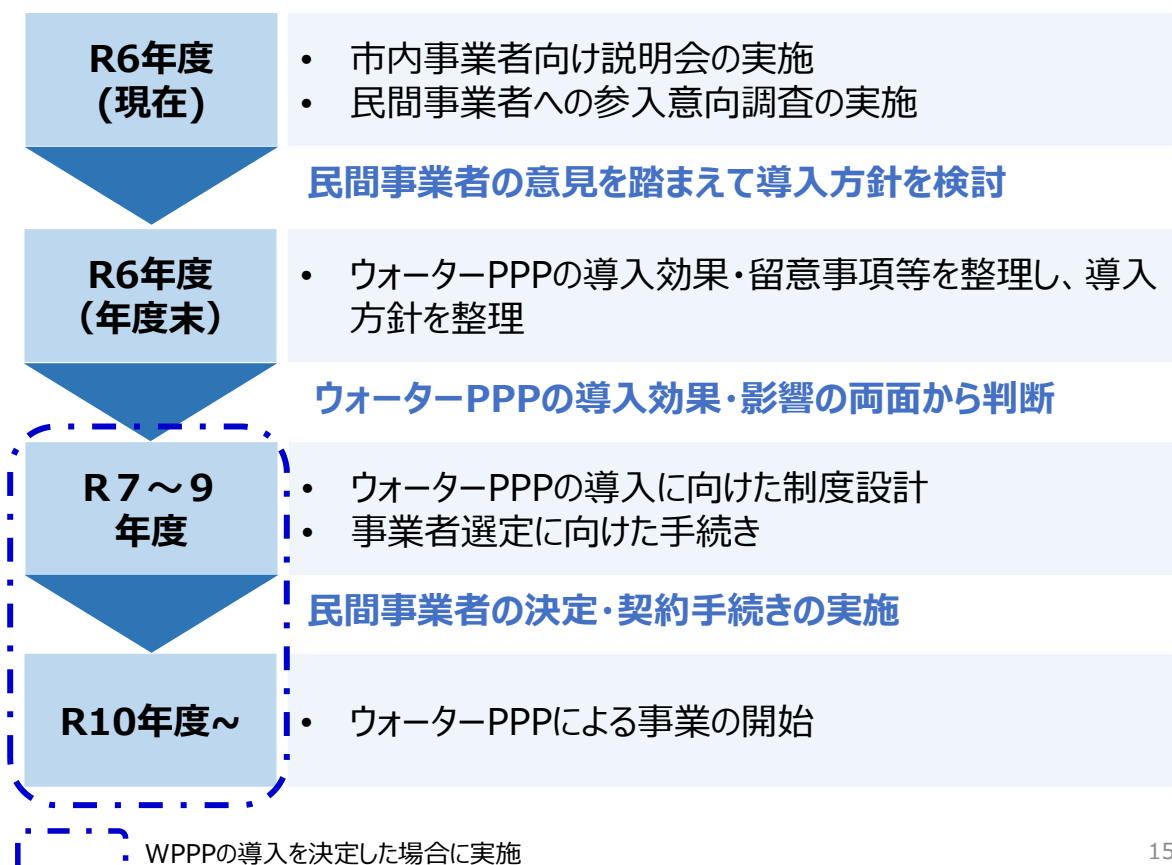 R6年度
(現在)
• 市内事業者向け説明会の実施
• 民間事業者への参入意向調査の実施
民間事業者の意見を踏まえて導入方針を検討
R6年度
（年度末）
• ウォーターPPPの導入効果・留意事項等を整理し、導入
方針を整理
ウォーターPPPの導入効果・影響の両面から判断
R７～９
年度
• ウォーターPPPの導入に向けた制度設計
• 事業者選定に向けた手続き
民間事業者の決定・契約手続きの実施
R10年度~
• ウォーターPPPによる事業の開始
WPPPの導入を決定した場合に実施
15